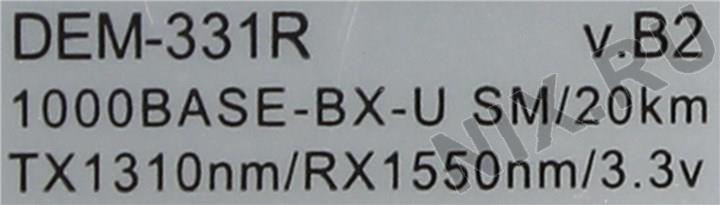 DEM-331R v.B2
1000BASE-BX-U SM/20km
TX1310nm/RX1550nm/3.3v
NIX.RU